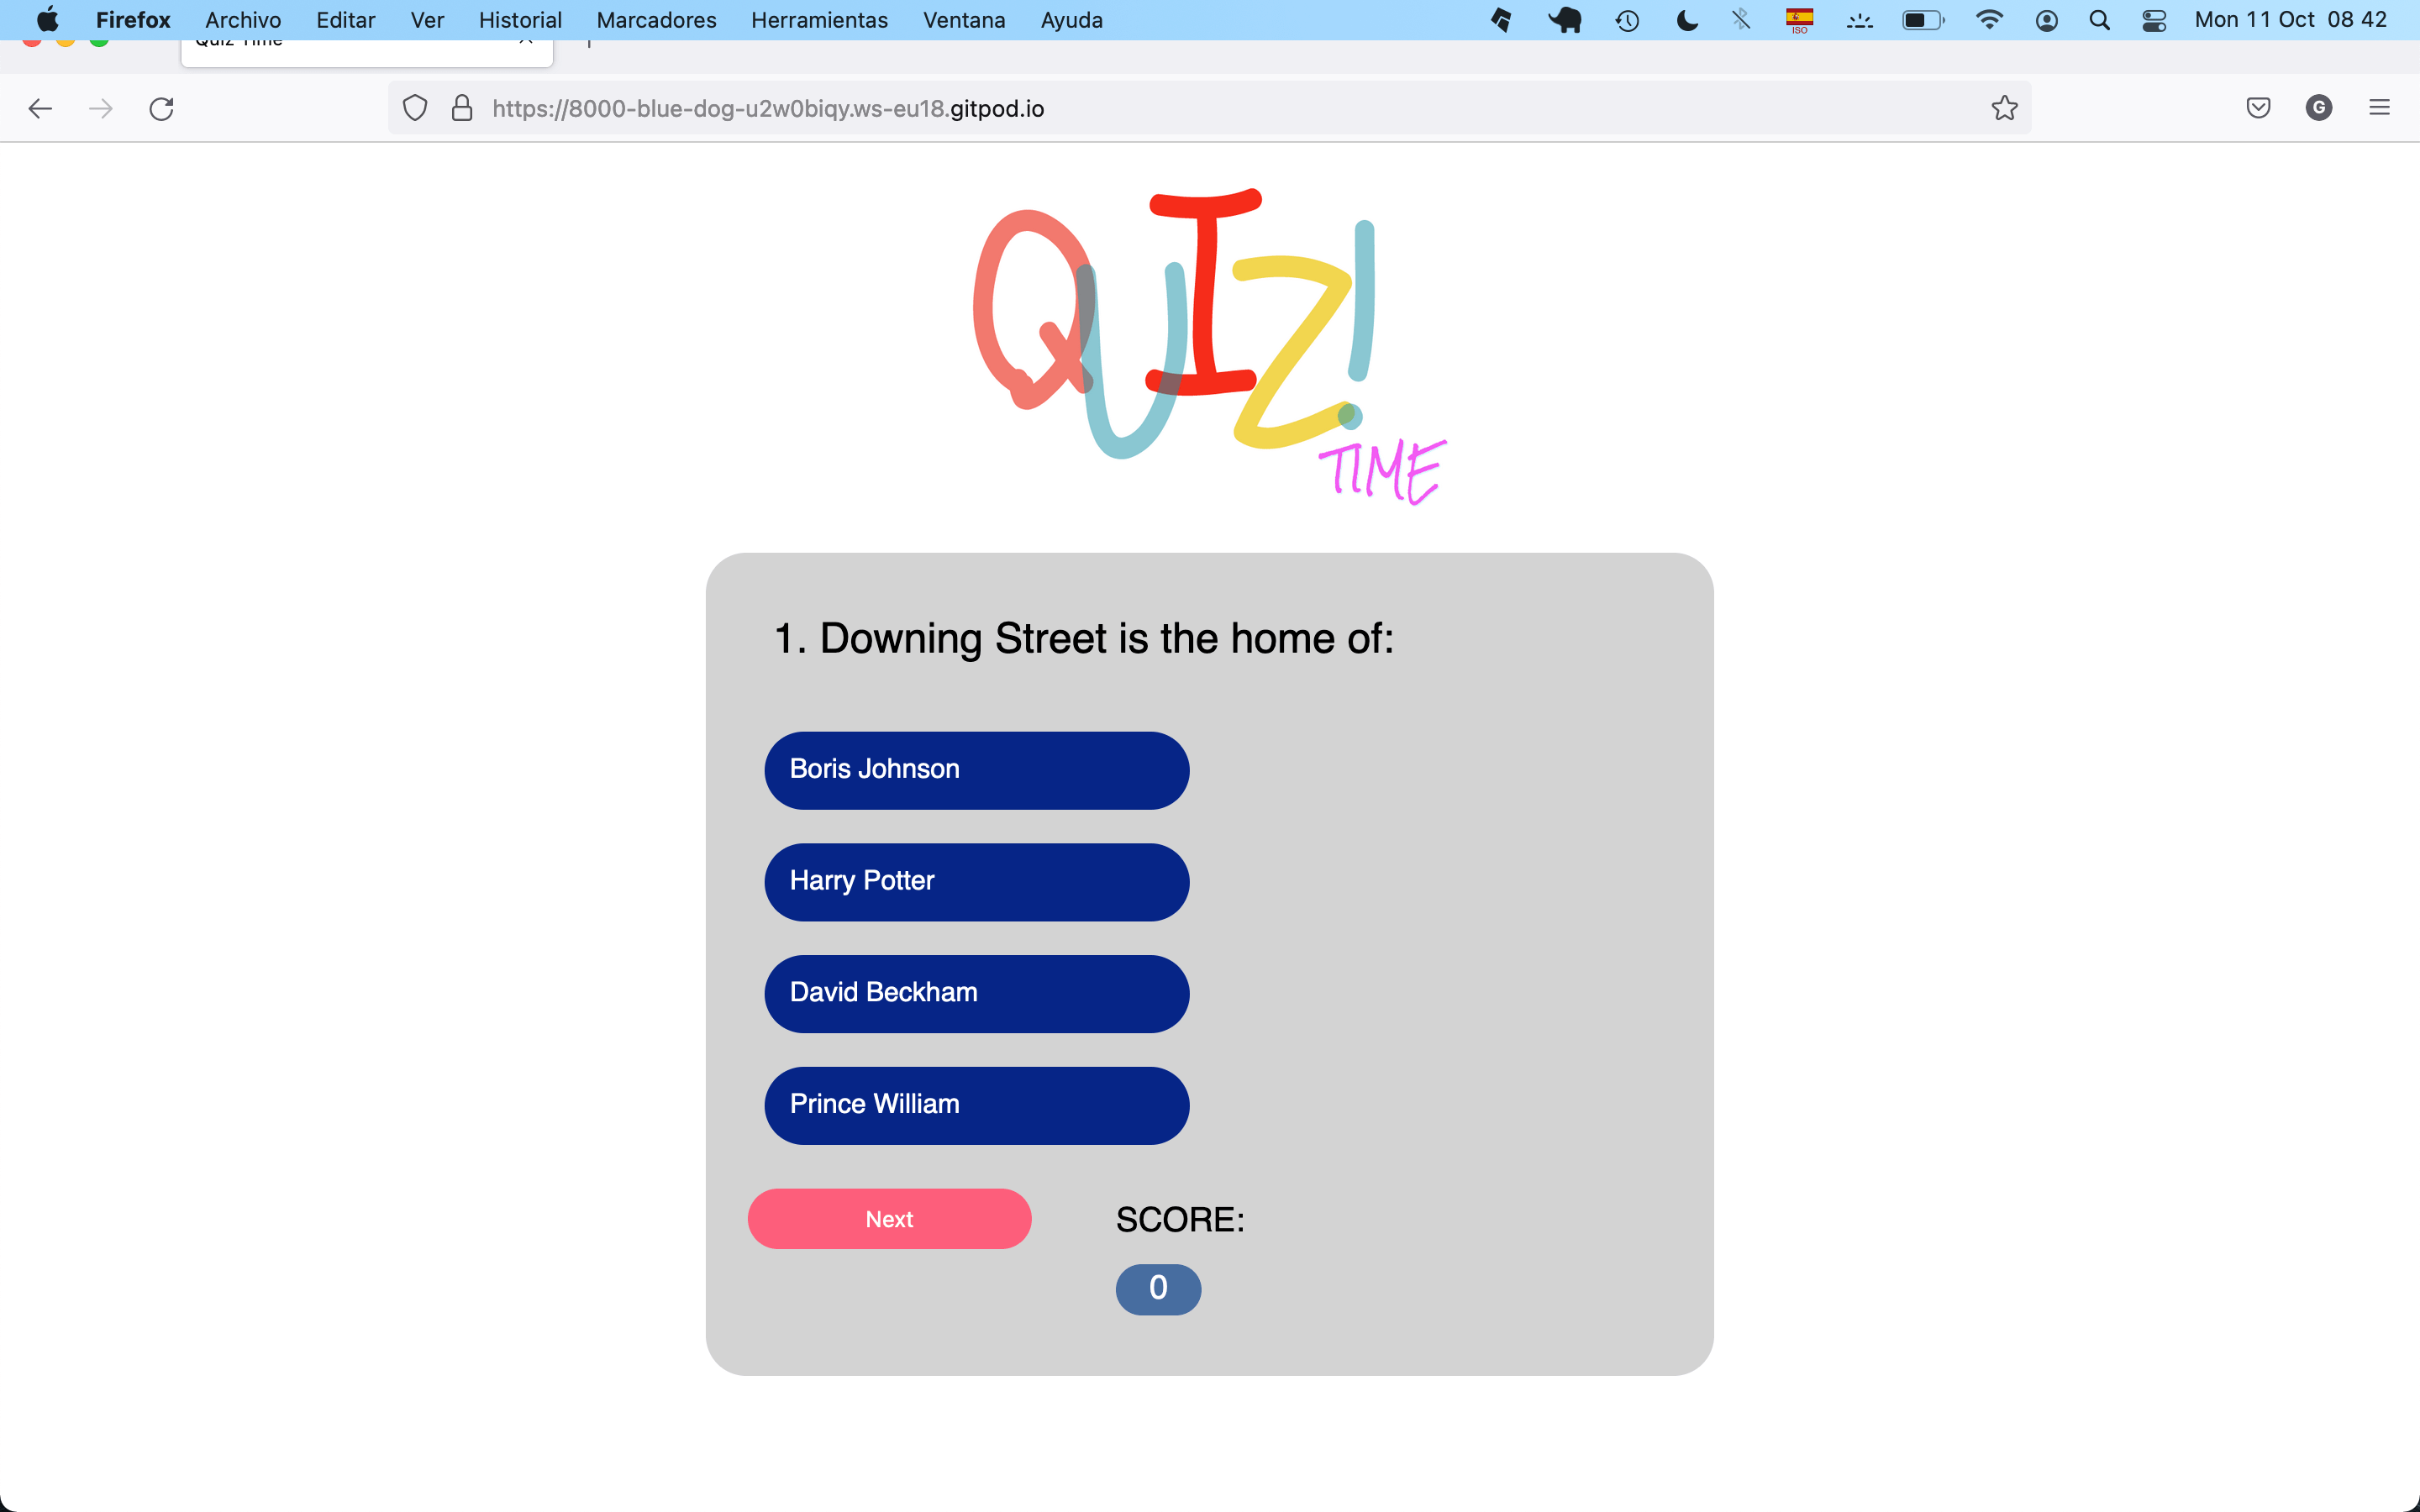 Firefox Archivo Editar Ver Historial Marcadores Herramientas Ventana Ayuda ISO Mon 11 Oct 08 42
Quiz Time
https://8000-blue-dog-u2w0biqy.ws-eu18.gitpod.io G
QUIZ!
TIME
1. Downing Street is the home of:
Boris Johnson
Harry Potter
David Beckham
Prince William
Next SCORE:
0